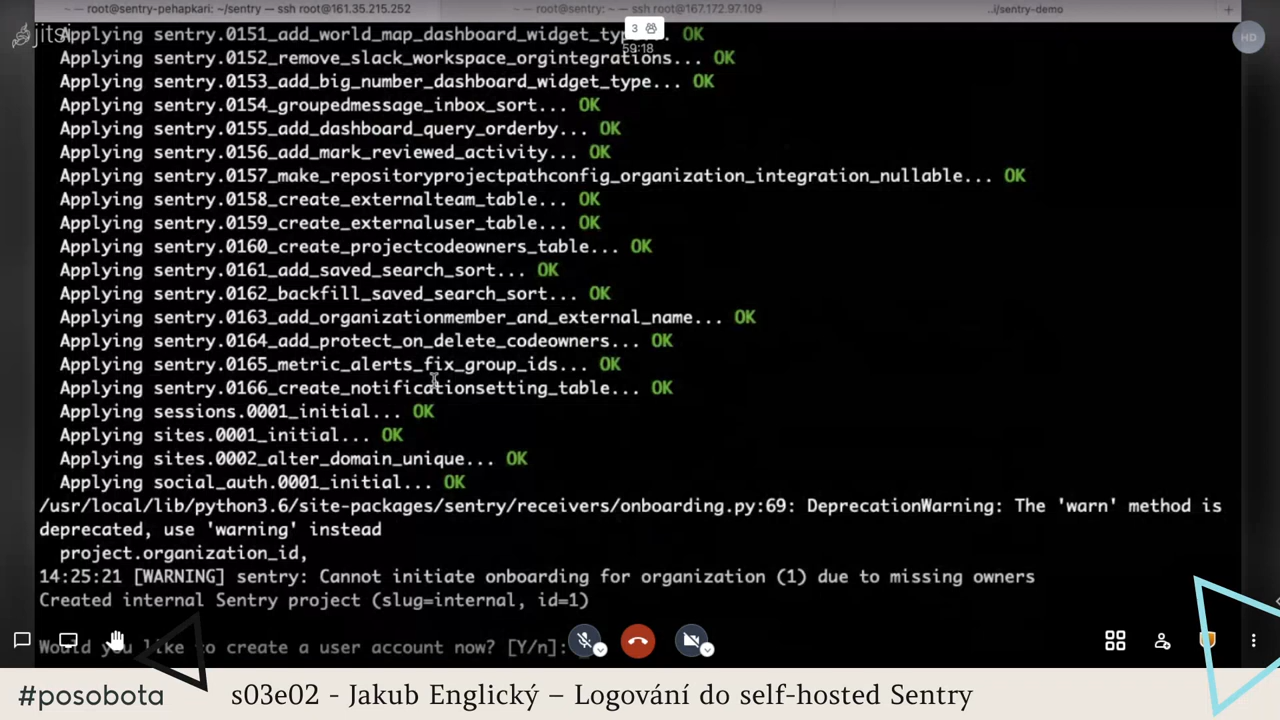 ~ — root@sentry-pehapkari: ~/sentry — ssh root@161.35.215.252
~ — root@sentry: ~ — ssh root@167.172.97.109
..i/sentry-demo
+
jitsi
3
59:18
HD
Applying sentry.0151_add_world_map_dashboard_widget_type... OK
Applying sentry.0152_remove_slack_workspace_orgintegrations... OK
Applying sentry.0153_add_big_number_dashboard_widget_type... OK
Applying sentry.0154_groupedmessage_inbox_sort... OK
Applying sentry.0155_add_dashboard_query_orderby... OK
Applying sentry.0156_add_mark_reviewed_activity... OK
Applying sentry.0157_make_repositoryprojectpathconfig_organization_integration_nullable... OK
Applying sentry.0158_create_externalteam_table... OK
Applying sentry.0159_create_externaluser_table... OK
Applying sentry.0160_create_projectcodeowners_table... OK
Applying sentry.0161_add_saved_search_sort... OK
Applying sentry.0162_backfill_saved_search_sort... OK
Applying sentry.0163_add_organizationmember_and_external_name... OK
Applying sentry.0164_add_protect_on_delete_codeowners... OK
Applying sentry.0165_metric_alerts_fix_group_ids... OK
Applying sentry.0166_create_notificationsetting_table... OK
Applying sessions.0001_initial... OK
Applying sites.0001_initial... OK
Applying sites.0002_alter_domain_unique... OK
Applying social_auth.0001_initial... OK
/usr/local/lib/python3.6/site-packages/sentry/receivers/onboarding.py:69: DeprecationWarning: The 'warn' method is
deprecated, use 'warning' instead
project.organization_id,
14:25:21 [WARNING] sentry: Cannot initiate onboarding for organization (1) due to missing owners
Created internal Sentry project (slug=internal, id=1)
Would you like to create a user account now? [Y/n]:
#posobota
s03e02 - Jakub Englický – Logování do self-hosted Sentry